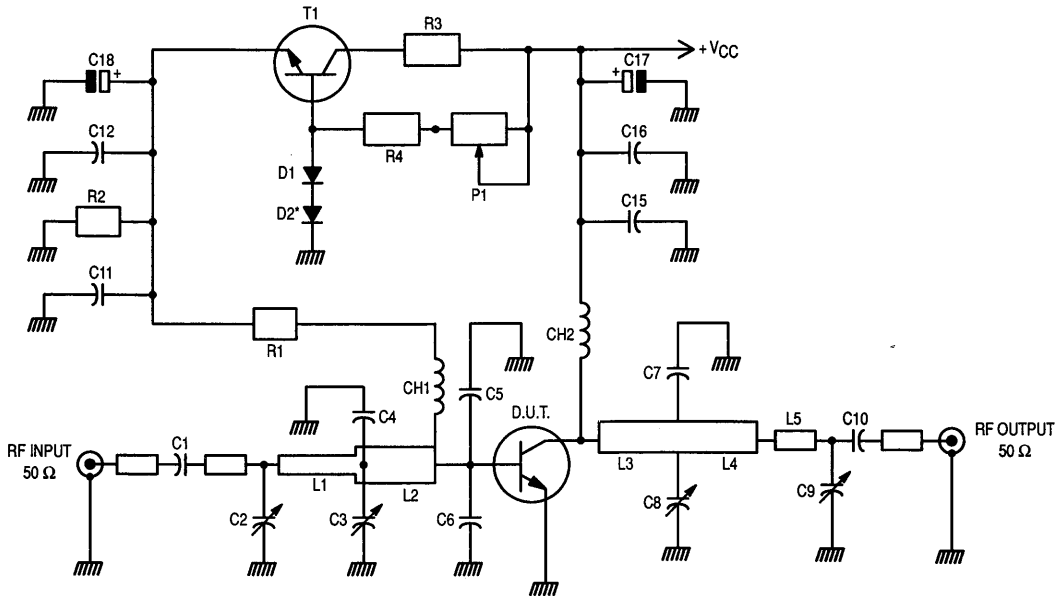 T1
R3
+ VCC
C18
+
+
C17
C12
R4
P1
C16
D1
R2
D2*
C15
C11
R1
CH1
CH2
C5
C7
C4
D.U.T.
L5
C10
RF INPUT
50 Ω
C1
RF OUTPUT
50 Ω
L1
L2
L3
L4
C2
C3
C6
C8
C9